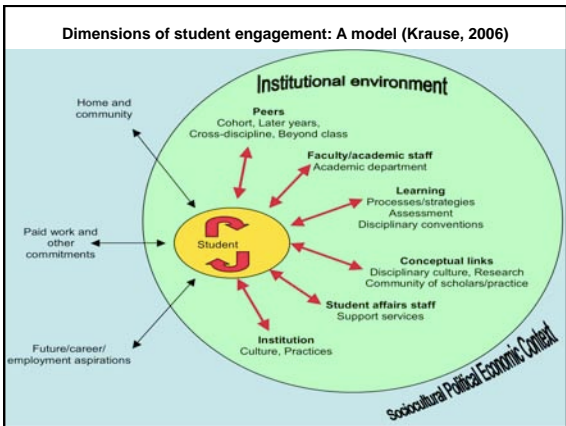 Dimensions of student engagement: A model (Krause, 2006)
Institutional environment
Home and
community
Peers
Cohort, Later years,
Cross-discipline, Beyond class
Faculty/academic staff
Academic department
Learning
Processes/strategies
Assessment
Disciplinary conventions
Paid work and
other
commitments
Student
Conceptual links
Disciplinary culture, Research
Community of scholars/practice
Student affairs staff
Support services
Institution
Culture, Practices
Future/career/
employment aspirations
Sociocultural Political Economic Context